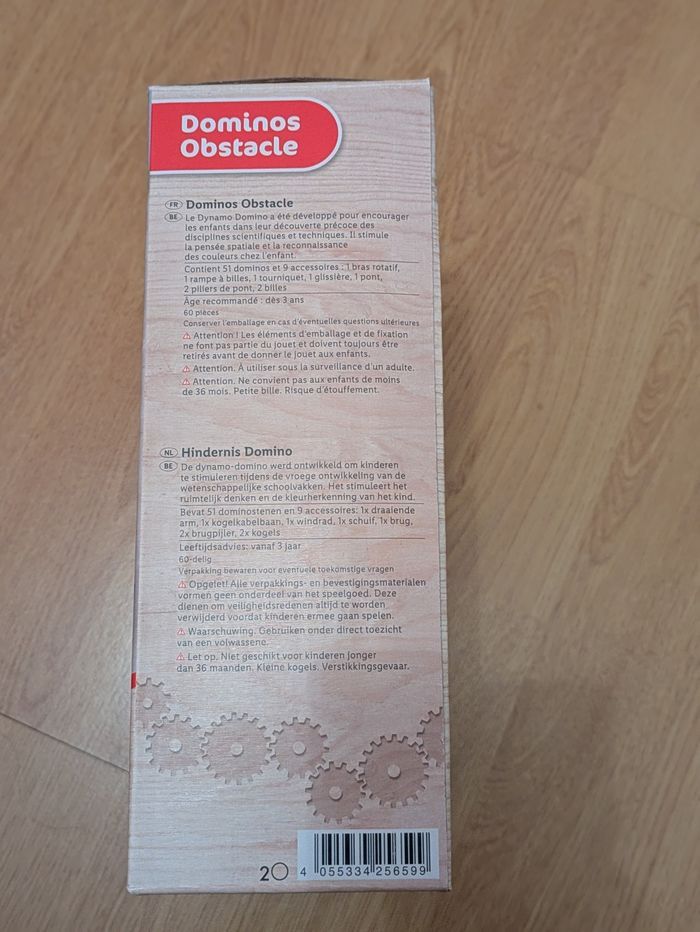 Dominos
Obstacle
FR Dominos Obstacle
BE Le Dynamo Domino a été développé pour encourager
les enfants dans leur découverte précoce des
disciplines scientifiques et techniques. Il stimule
la pensée spatiale et la reconnaissance
des couleurs chez l'enfant.
Contient 51 dominos et 9 accessoires : 1 bras rotatif,
1 rampe à billes, 1 tourniquet, 1 glissière, 1 pont,
2 piliers de pont, 2 billes
Âge recommandé : dès 3 ans
60 pièces
Conserver l'emballage en cas d'éventuelles questions ultérieures
Attention ! Les éléments d'emballage et de fixation
ne font pas partie du jouet et doivent toujours être
retirés avant de donner le jouet aux enfants.
Attention. À utiliser sous la surveillance d'un adulte.
Attention. Ne convient pas aux enfants de moins
de 36 mois. Petite bille. Risque d'étouffement.
NL Hindernis Domino
BE De dynamo-domino werd ontwikkeld om kinderen
te stimuleren tijdens de vroege ontwikkeling van de
wetenschappelijke schoolvakken. Het stimuleert het
ruimtelijk denken en de kleurherkenning van het kind.
Bevat 51 dominostenen en 9 accessoires: 1x draaiende
arm, 1x kogelkabelbaan, 1x windrad, 1x schuif, 1x brug,
2x brugpijler, 2x kogels
Leeftijdsadvies: vanaf 3 jaar
60-delig
Verpakking bewaren voor eventuele toekomstige vragen
Opgelet! Alle verpakkings- en bevestigingsmaterialen
vormen geen onderdeel van het speelgoed. Deze
dienen om veiligheidsredenen altijd te worden
verwijderd voordat kinderen ermee gaan spelen.
Waarschuwing. Gebruiken onder direct toezicht
van een volwassene.
Let op. Niet geschikt voor kinderen jonger
dan 36 maanden. Kleine kogels. Verstikkingsgevaar.
2
4 055334 256599